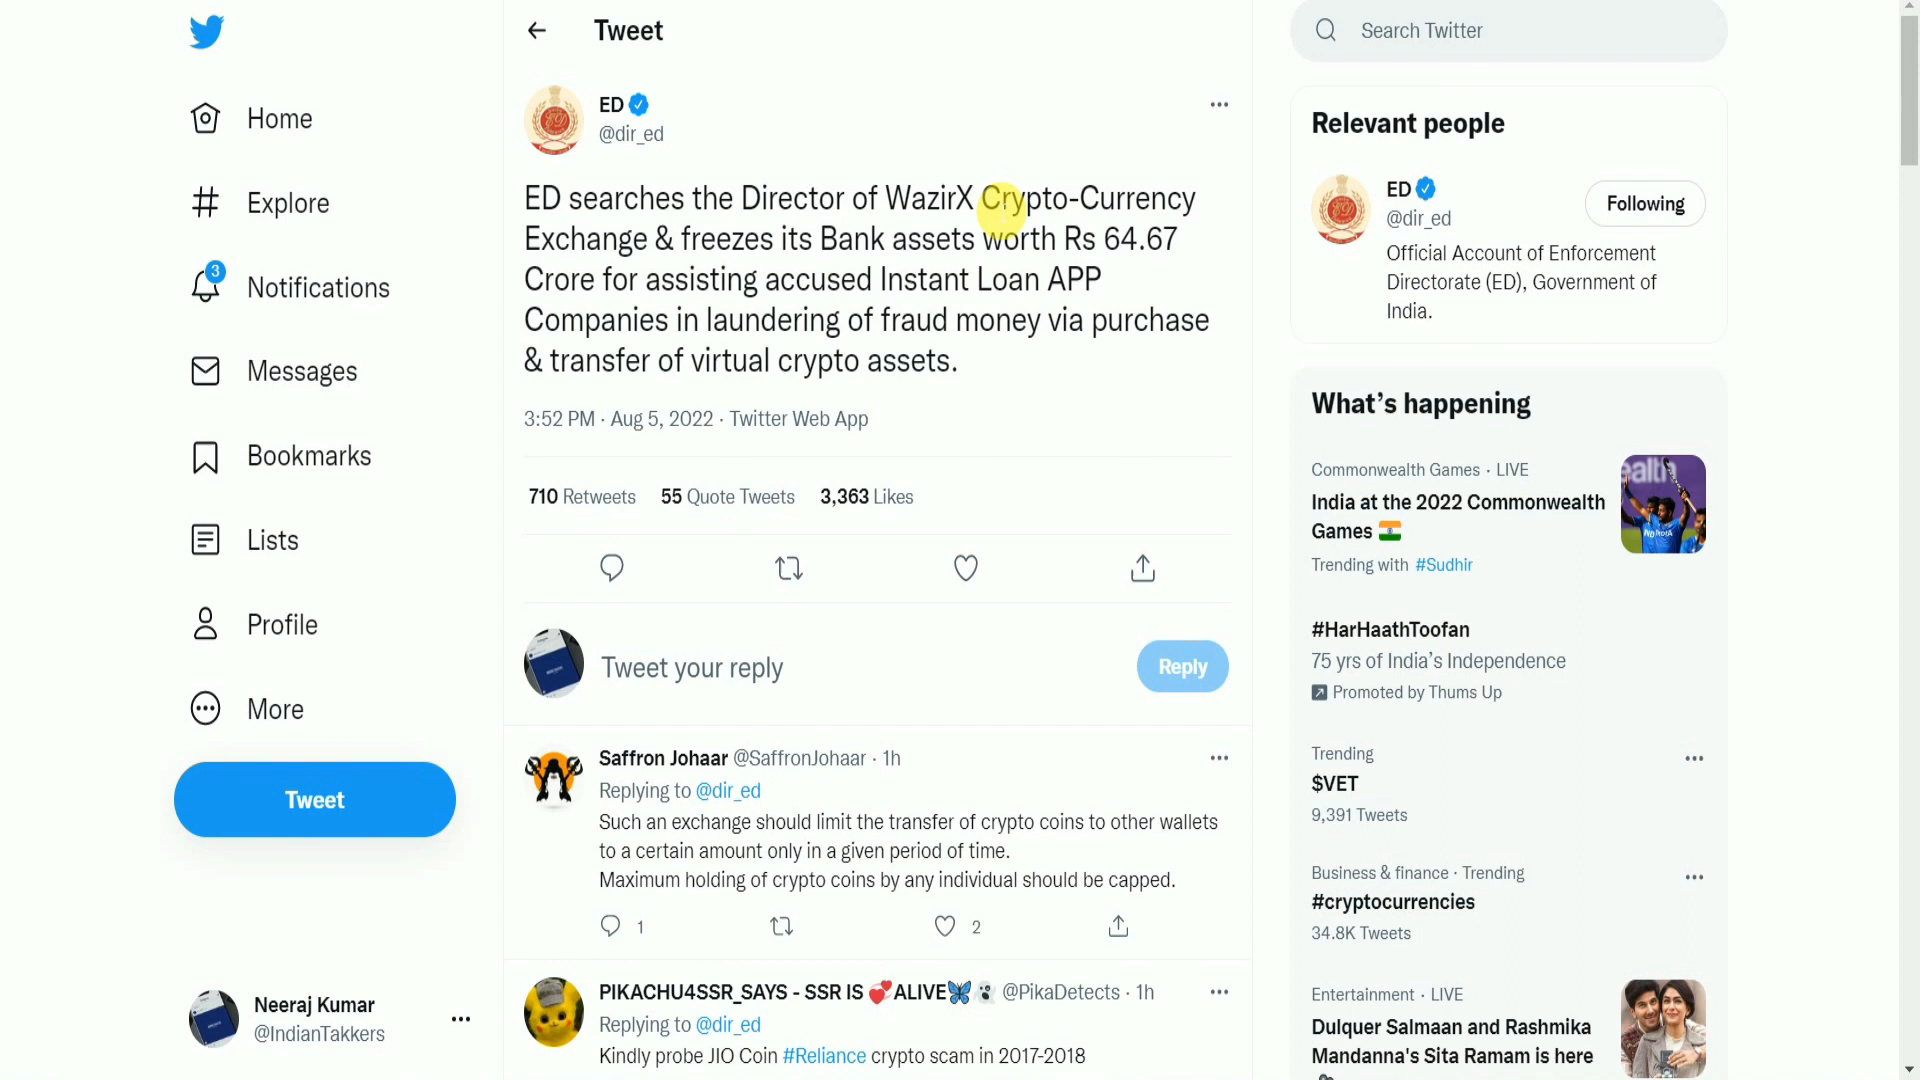 Home
Explore
3
Notifications
Messages
Bookmarks
Lists
Profile
More
Tweet
Neeraj Kumar
@IndianTakkers
Tweet
ED
@dir_ed
ED searches the Director of WazirX Crypto-Currency
Exchange & freezes its Bank assets worth Rs 64.67
Crore for assisting accused Instant Loan APP
Companies in laundering of fraud money via purchase
& transfer of virtual crypto assets.
3:52 PM · Aug 5, 2022 · Twitter Web App
710 Retweets 55 Quote Tweets 3,363 Likes
Tweet your reply
Reply
Saffron Johaar @SaffronJohaar · 1h
Replying to @dir_ed
Such an exchange should limit the transfer of crypto coins to other wallets
to a certain amount only in a given period of time.
Maximum holding of crypto coins by any individual should be capped.
1 2
PIKACHU4SSR_SAYS - SSR IS 💞ALIVE🦋👻 @PikaDetects · 1h
Replying to @dir_ed
Kindly probe JIO Coin #Reliance crypto scam in 2017-2018
Search Twitter
Relevant people
ED
@dir_ed
Following
Official Account of Enforcement
Directorate (ED), Government of
India.
What's happening
Commonwealth Games · LIVE
India at the 2022 Commonwealth
Games 🇮🇳
Trending with #Sudhir
#HarHaathToofan
75 yrs of India's Independence
Promoted by Thums Up
Trending
$VET
9,391 Tweets
Business & finance · Trending
#cryptocurrencies
34.8K Tweets
Entertainment · LIVE
Dulquer Salmaan and Rashmika
Mandanna's Sita Ramam is here